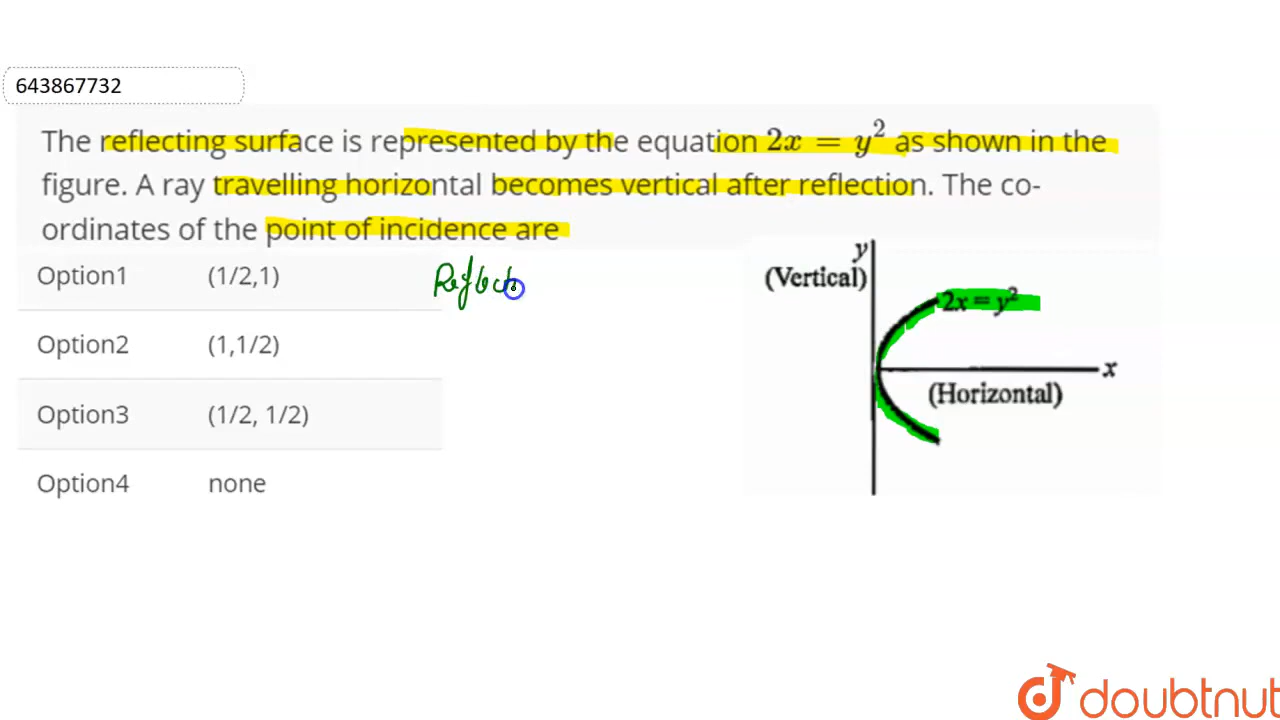 643867732
The reflecting surface is represented by the equation 2x = y² as shown in the
figure. A ray travelling horizontal becomes vertical after reflection. The co-
ordinates of the point of incidence are
Option1 (1/2,1)
Reflect
Option2 (1,1/2)
Option3 (1/2, 1/2)
Option4 none
y
(Vertical)
2x = y²
x
(Horizontal)
doubtnut